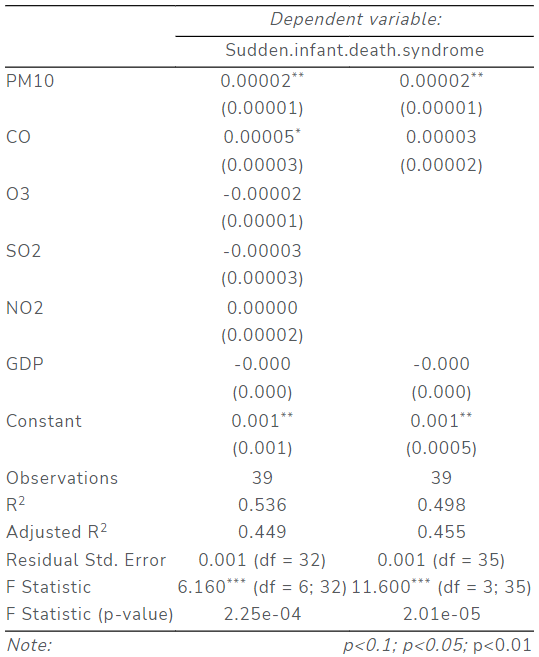 Dependent variable:
Sudden.infant.death.syndrome
PM10 0.00002** 0.00002**
(0.00001) (0.00001)
CO 0.00005* 0.00003
(0.00003) (0.00002)
O3 -0.00002
(0.00001)
SO2 -0.00003
(0.00003)
NO2 0.00000
(0.00002)
GDP -0.000 -0.000
(0.000) (0.000)
Constant 0.001** 0.001**
(0.001) (0.0005)
Observations 39 39
R2 0.536 0.498
Adjusted R2 0.449 0.455
Residual Std. Error 0.001 (df = 32) 0.001 (df = 35)
F Statistic 6.160*** (df = 6; 32) 11.600*** (df = 3; 35)
F Statistic (p-value) 2.25e-04 2.01e-05
Note: p<0.1; p<0.05; p<0.01